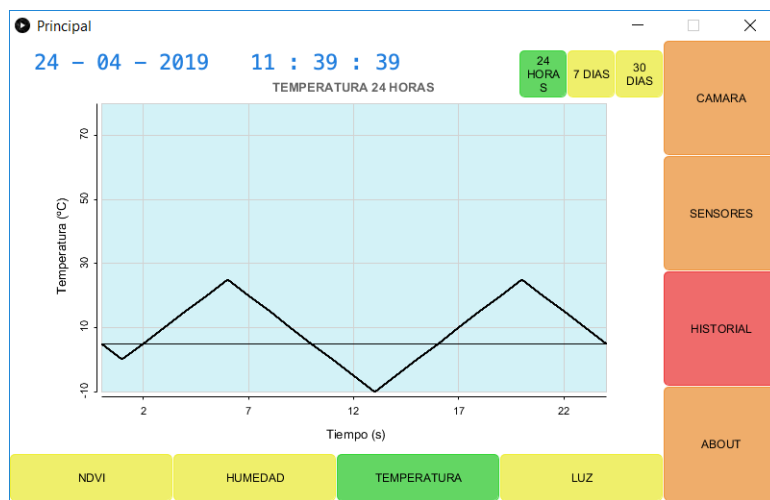 Principal
24 - 04 - 2019 11 : 39 : 39
24
HORA
S
7 DIAS
30
DIAS
TEMPERATURA 24 HORAS
CAMARA
SENSORES
HISTORIAL
ABOUT
Temperatura (ºC)
70
50
30
10
-10
2 7 12 17 22
Tiempo (s)
NDVI HUMEDAD TEMPERATURA LUZ